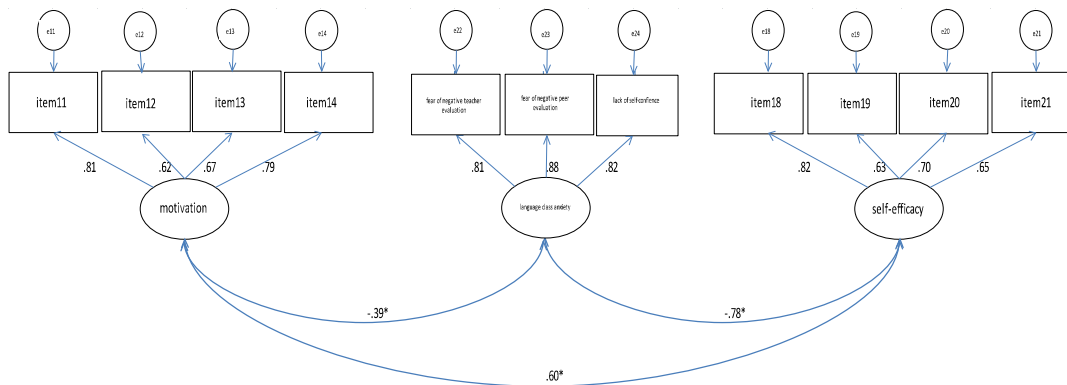 e11 e12 e13 e14 e22 e23 e24 e18 e19 e20 e21
item11 item12 item13 item14
fear of negative teacher
evaluation
fear of negative peer
evaluation
lack of self-confience
item18 item19 item20 item21
.81 .62 .67 .79 .81 .88 .82 .82 .63 .70 .65
motivation
language class anxiety
self-efficacy
-.39*
-.78*
.60*